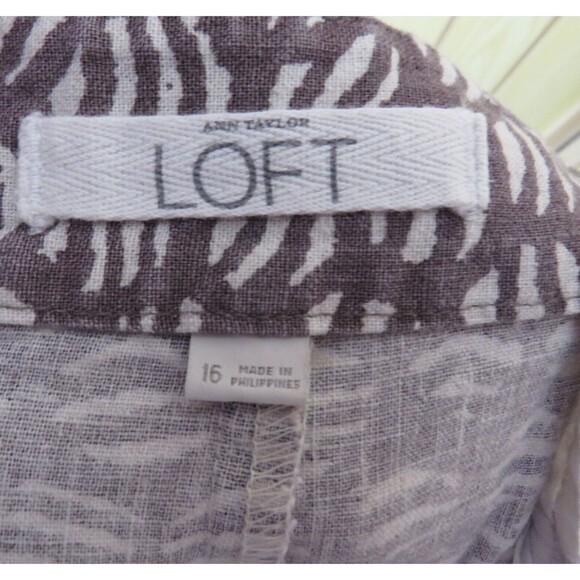 ANN TAYLOR
LOFT
16
MADE IN
PHILIPPINES